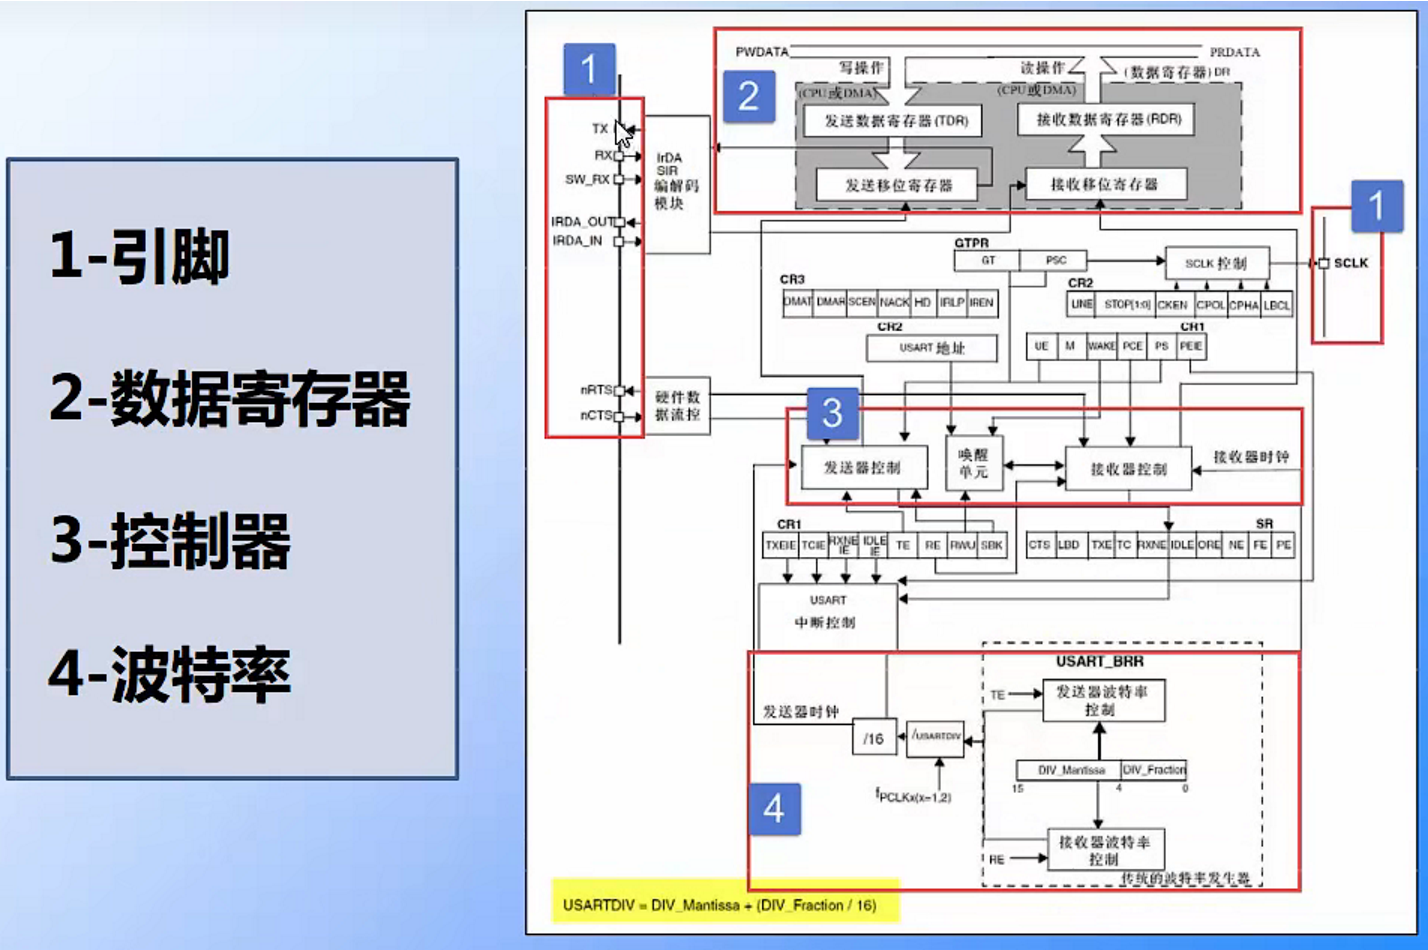 1-引脚
2-数据寄存器
3-控制器
4-波特率
1
2
PWDATA
PRDATA
写操作
读操作
(数据寄存器) DR
(CPU或DMA)
(CPU或DMA)
发送数据寄存器(TDR)
接收数据寄存器(RDR)
发送移位寄存器
接收移位寄存器
TX
RX
SW_RX
IRDA_OUT
IRDA_IN
IrDA
SIR
编解码
模块
1
SCLK
GTPR
GT PSC
SCLK 控制
CR3
DMAT DMAR SCEN NACK HD IRLP IREN
CR2
LINE STOP[1:0] CKEN CPOL CPHA LBCL
CR2
USART 地址
CR1
UE M WAKE PCE PS PEIE
nRTS
nCTS
硬件数
据流控
3
发送器控制
唤醒
单元
接收器控制
接收器时钟
CR1
TXEIE TCIE RXNE IE IDLE IE TE RE RWU SBK
SR
CTS LBD TXE TC RXNE IDLE ORE NE FE PE
USART
中断控制
USART_BRR
TE
发送器波特率
控制
发送器时钟
/16
/USARTDIV
fPCLKx(x=1,2)
DIV_Mantissa DIV_Fraction
15 4 0
4
RE
接收器波特率
控制
传统的波特率发生器
USARTDIV = DIV_Mantissa + (DIV_Fraction / 16)